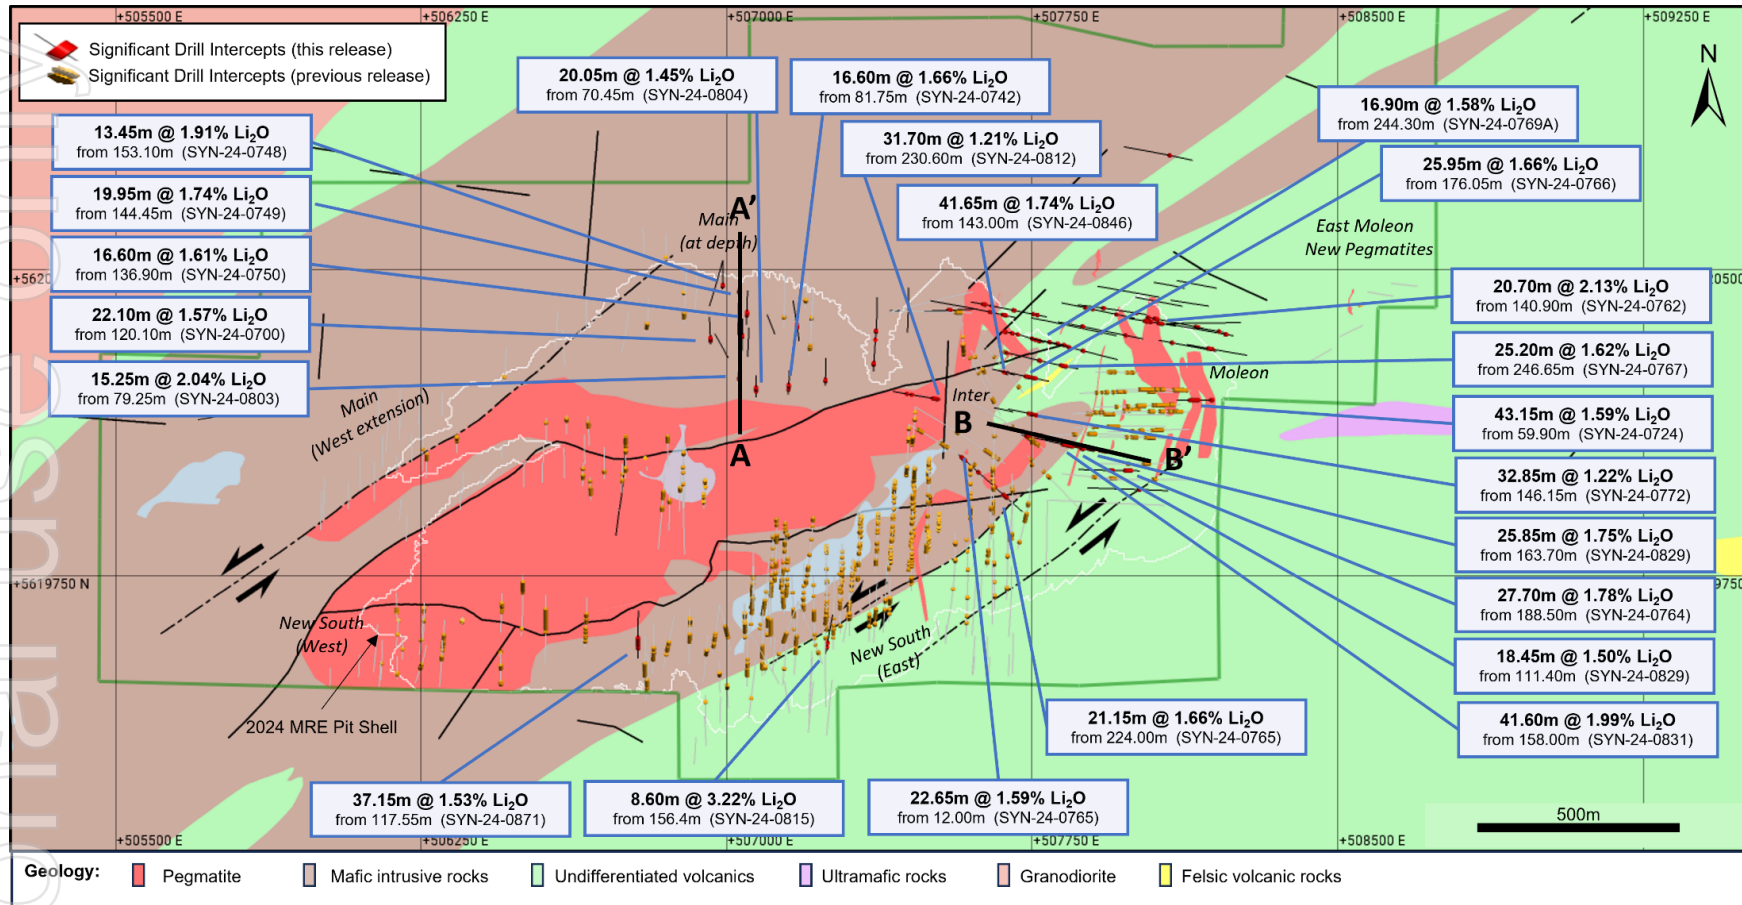 +505500 E
+506250 E
+507000 E
+507750 E
+508500 E
+509250 E
Significant Drill Intercepts (this release)
Significant Drill Intercepts (previous release)
N
20.05m @ 1.45% Li2O
from 70.45m (SYN-24-0804)
16.60m @ 1.66% Li2O
from 81.75m (SYN-24-0742)
31.70m @ 1.21% Li2O
from 230.60m (SYN-24-0812)
41.65m @ 1.74% Li2O
from 143.00m (SYN-24-0846)
16.90m @ 1.58% Li2O
from 244.30m (SYN-24-0769A)
25.95m @ 1.66% Li2O
from 176.05m (SYN-24-0766)
13.45m @ 1.91% Li2O
from 153.10m (SYN-24-0748)
19.95m @ 1.74% Li2O
from 144.45m (SYN-24-0749)
16.60m @ 1.61% Li2O
from 136.90m (SYN-24-0750)
22.10m @ 1.57% Li2O
from 120.10m (SYN-24-0700)
15.25m @ 2.04% Li2O
from 79.25m (SYN-24-0803)
A'
Main
(at depth)
East Moleon
New Pegmatites
+5620
0500
20.70m @ 2.13% Li2O
from 140.90m (SYN-24-0762)
25.20m @ 1.62% Li2O
from 246.65m (SYN-24-0767)
43.15m @ 1.59% Li2O
from 59.90m (SYN-24-0724)
32.85m @ 1.22% Li2O
from 146.15m (SYN-24-0772)
25.85m @ 1.75% Li2O
from 163.70m (SYN-24-0829)
27.70m @ 1.78% Li2O
from 188.50m (SYN-24-0764)
18.45m @ 1.50% Li2O
from 111.40m (SYN-24-0829)
41.60m @ 1.99% Li2O
from 158.00m (SYN-24-0831)
Moleon
Inter
Main
(West extension)
A
B
B'
+5619750 N
9750
New South
(West)
New South
(East)
2024 MRE Pit Shell
21.15m @ 1.66% Li2O
from 224.00m (SYN-24-0765)
37.15m @ 1.53% Li2O
from 117.55m (SYN-24-0871)
8.60m @ 3.22% Li2O
from 156.4m (SYN-24-0815)
22.65m @ 1.59% Li2O
from 12.00m (SYN-24-0765)
500m
+505500 E
+506250 E
+507000 E
+507750 E
+508500 E
Geology:
Pegmatite
Mafic intrusive rocks
Undifferentiated volcanics
Ultramafic rocks
Granodiorite
Felsic volcanic rocks